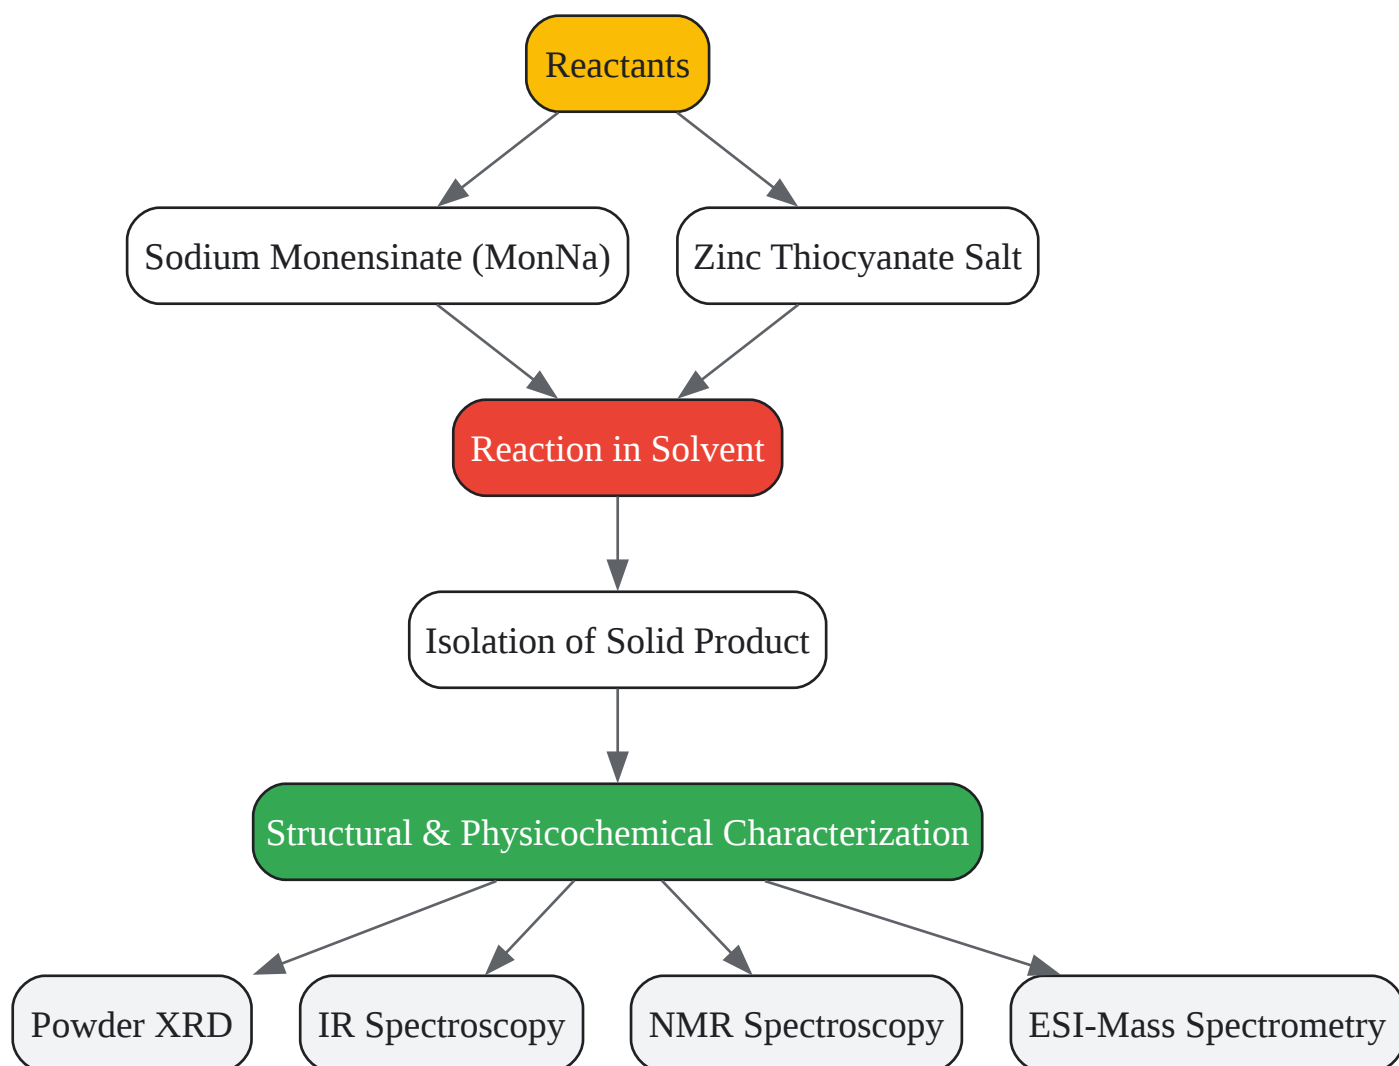 Reactants
Sodium Monensinate (MonNa)
Zinc Thiocyanate Salt
Reaction in Solvent
Isolation of Solid Product
Structural & Physicochemical Characterization
Powder XRD
IR Spectroscopy
NMR Spectroscopy
ESI-Mass Spectrometry